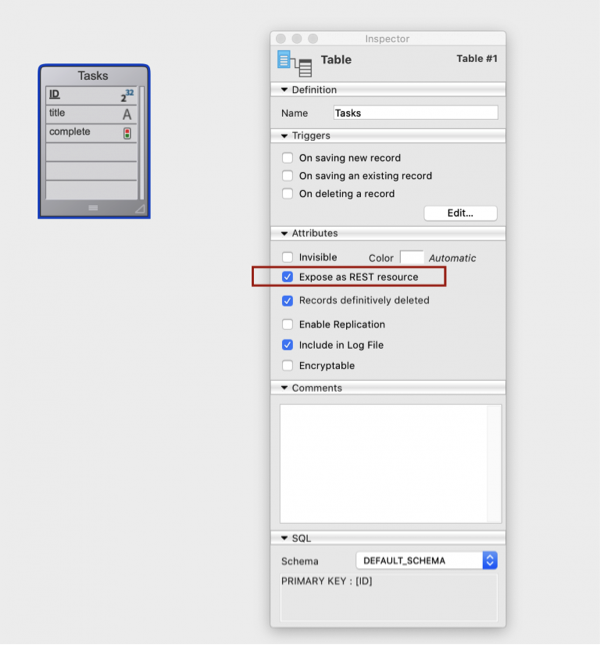 Inspector
Table
Table #1
Tasks
ID
2 32
title
A
complete
Definition
Name
Tasks
Triggers
On saving new record
On saving an existing record
On deleting a record
Edit...
Attributes
Invisible
Color
Automatic
Expose as REST resource
Records definitively deleted
Enable Replication
Include in Log File
Encryptable
Comments
SQL
Schema
DEFAULT_SCHEMA
PRIMARY KEY : [ID]